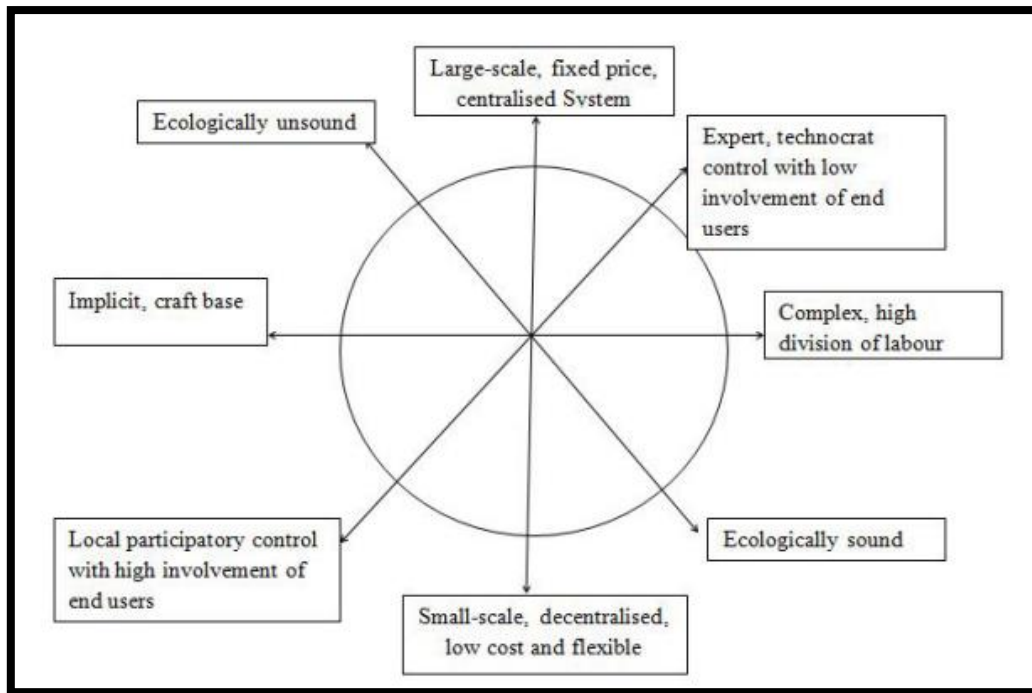 Large-scale, fixed price,
centralised Svstem
Ecologically unsound
Expert, technocrat
control with low
involvement of end
users
Implicit, craft base
Complex, high
division of labour
Local participatory control
with high involvement of
end users
Ecologically sound
Small-scale, decentralised,
low cost and flexible